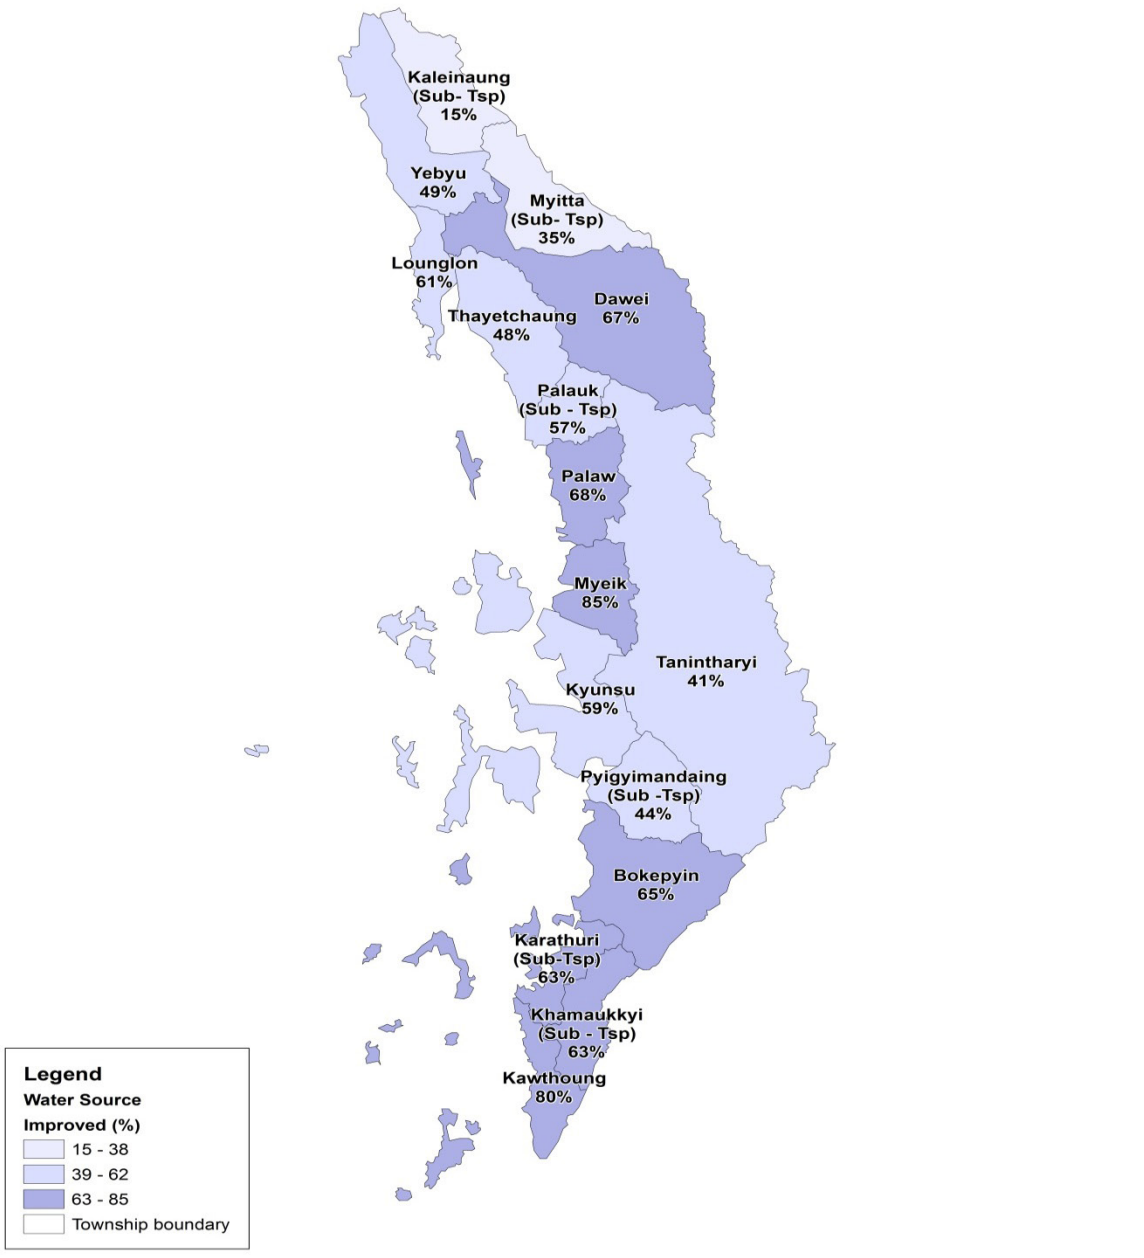 Kaleinaung
(Sub- Tsp)
15%
Yebyu
49%
Myitta
(Sub- Tsp)
35%
Lounglon
61%
Dawei
67%
Thayetchaung
48%
Palauk
(Sub - Tsp)
57%
Palaw
68%
Myeik
85%
Tanintharyi
41%
Kyunsu
59%
Pyigyimandaing
(Sub -Tsp)
44%
Bokepyin
65%
Karathuri
(Sub-Tsp)
63%
Khamaukkyi
(Sub - Tsp)
63%
Kawthoung
80%
Legend
Water Source
Improved (%)
15 - 38
39 - 62
63 - 85
Township boundary